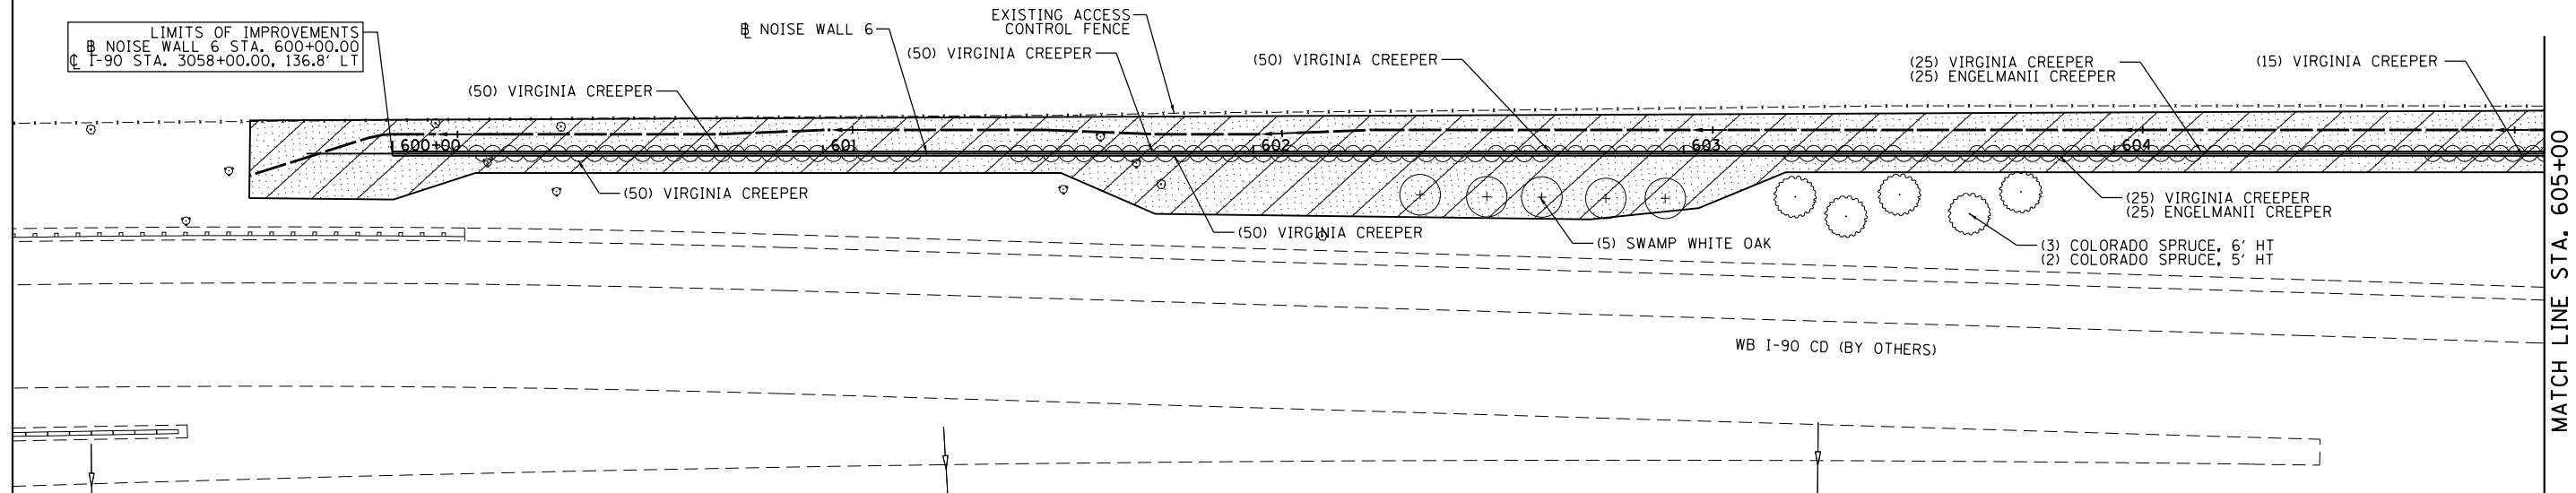 LIMITS OF IMPROVEMENTS
℄ NOISE WALL 6 STA. 600+00.00
℄ I-90 STA. 3058+00.00, 136.8' LT
(50) VIRGINIA CREEPER
℄ NOISE WALL 6
EXISTING ACCESS
CONTROL FENCE
(50) VIRGINIA CREEPER
(50) VIRGINIA CREEPER
(25) VIRGINIA CREEPER
(25) ENGELMANII CREEPER
(15) VIRGINIA CREEPER
600+00
601
602
603
604
(50) VIRGINIA CREEPER
(50) VIRGINIA CREEPER
(5) SWAMP WHITE OAK
(25) VIRGINIA CREEPER
(25) ENGELMANII CREEPER
(3) COLORADO SPRUCE, 6' HT
(2) COLORADO SPRUCE, 5' HT
WB I-90 CD (BY OTHERS)
MATCH LINE STA. 605+00